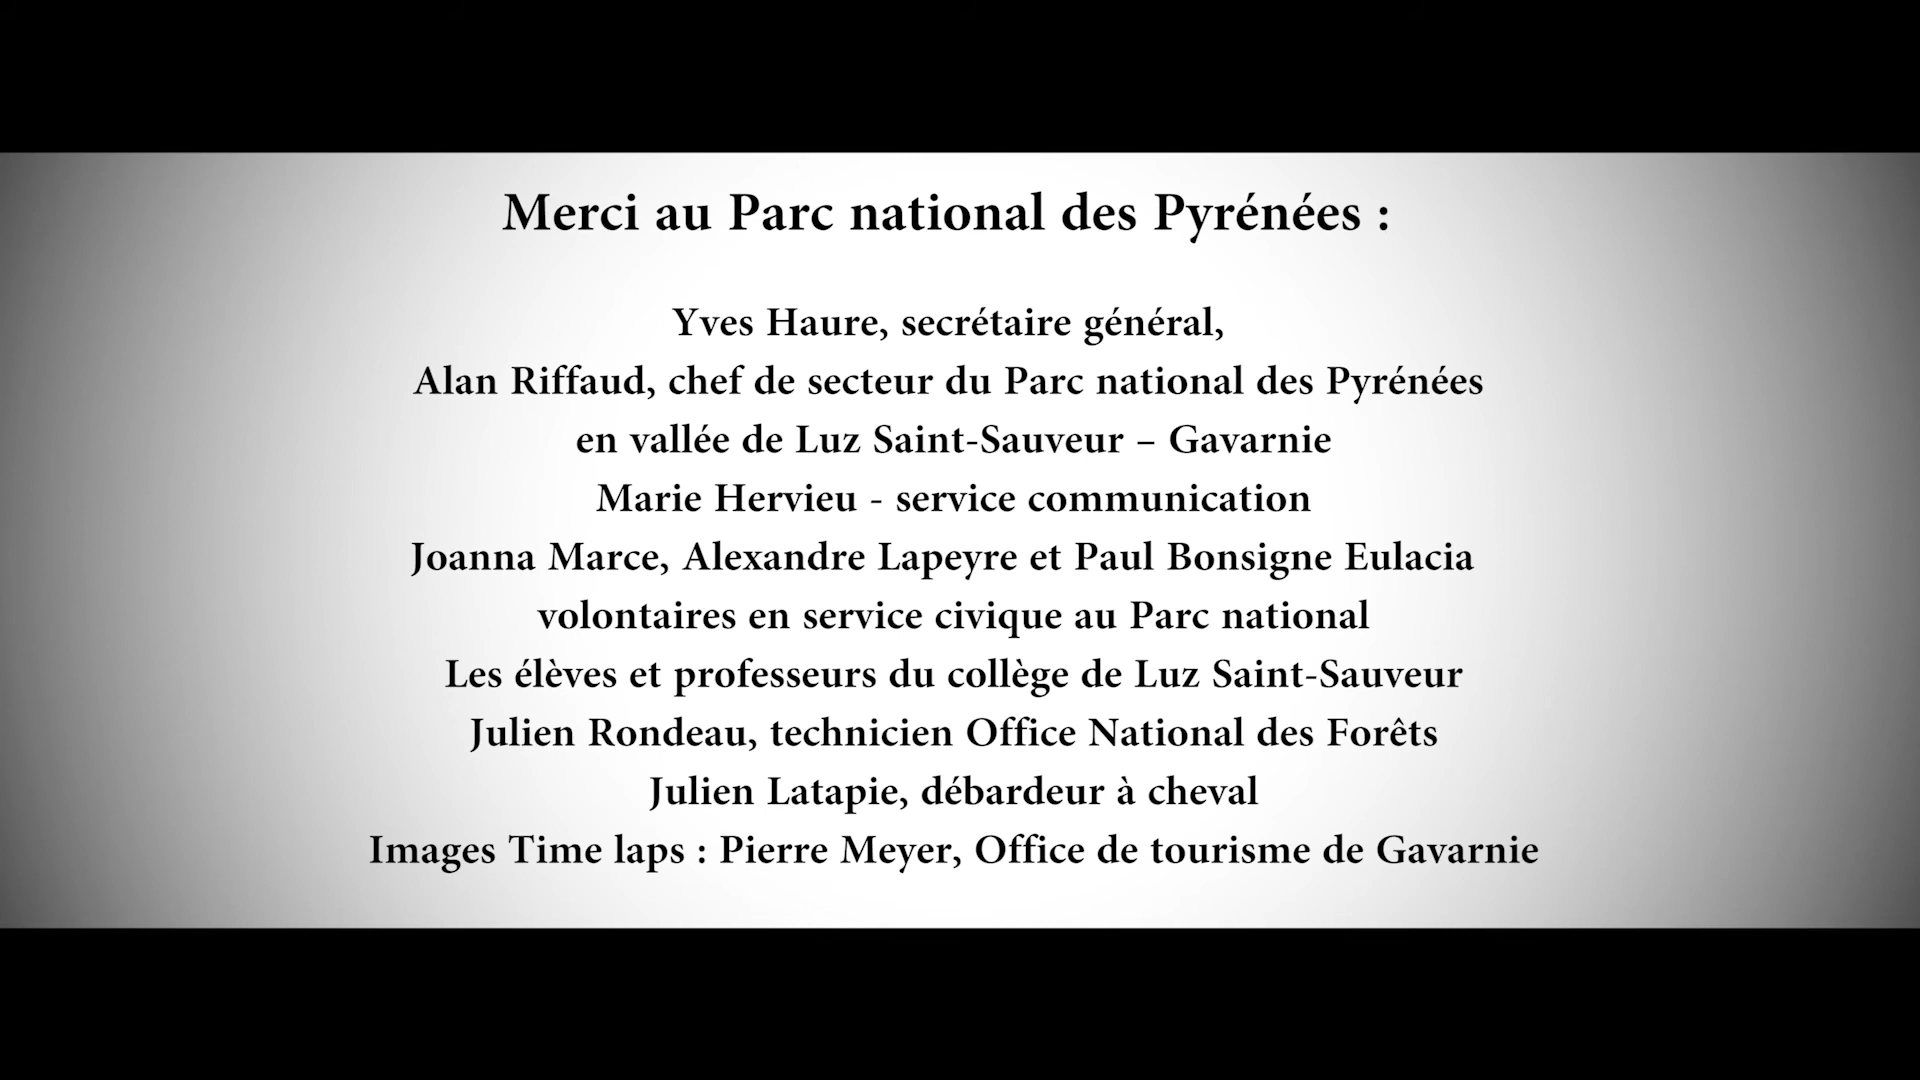 Merci au Parc national des Pyrénées :
Yves Haure, secrétaire général,
Alan Riffaud, chef de secteur du Parc national des Pyrénées
en vallée de Luz Saint-Sauveur – Gavarnie
Marie Hervieu - service communication
Joanna Marce, Alexandre Lapeyre et Paul Bonsigne Eulacia
volontaires en service civique au Parc national
Les élèves et professeurs du collège de Luz Saint-Sauveur
Julien Rondeau, technicien Office National des Forêts
Julien Latapie, débardeur à cheval
Images Time laps : Pierre Meyer, Office de tourisme de Gavarnie